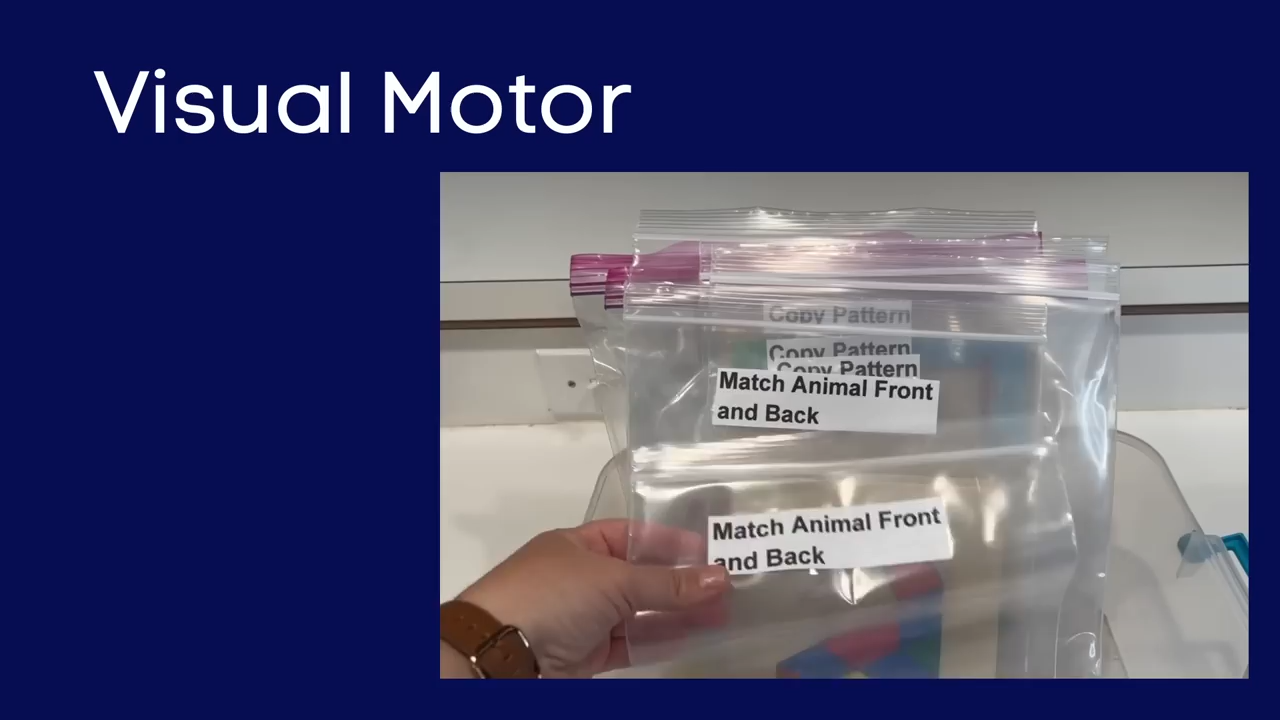 Visual Motor
Copy Pattern
Copy Pattern
Copy Pattern
Match Animal Front
and Back
Match Animal Front
and Back